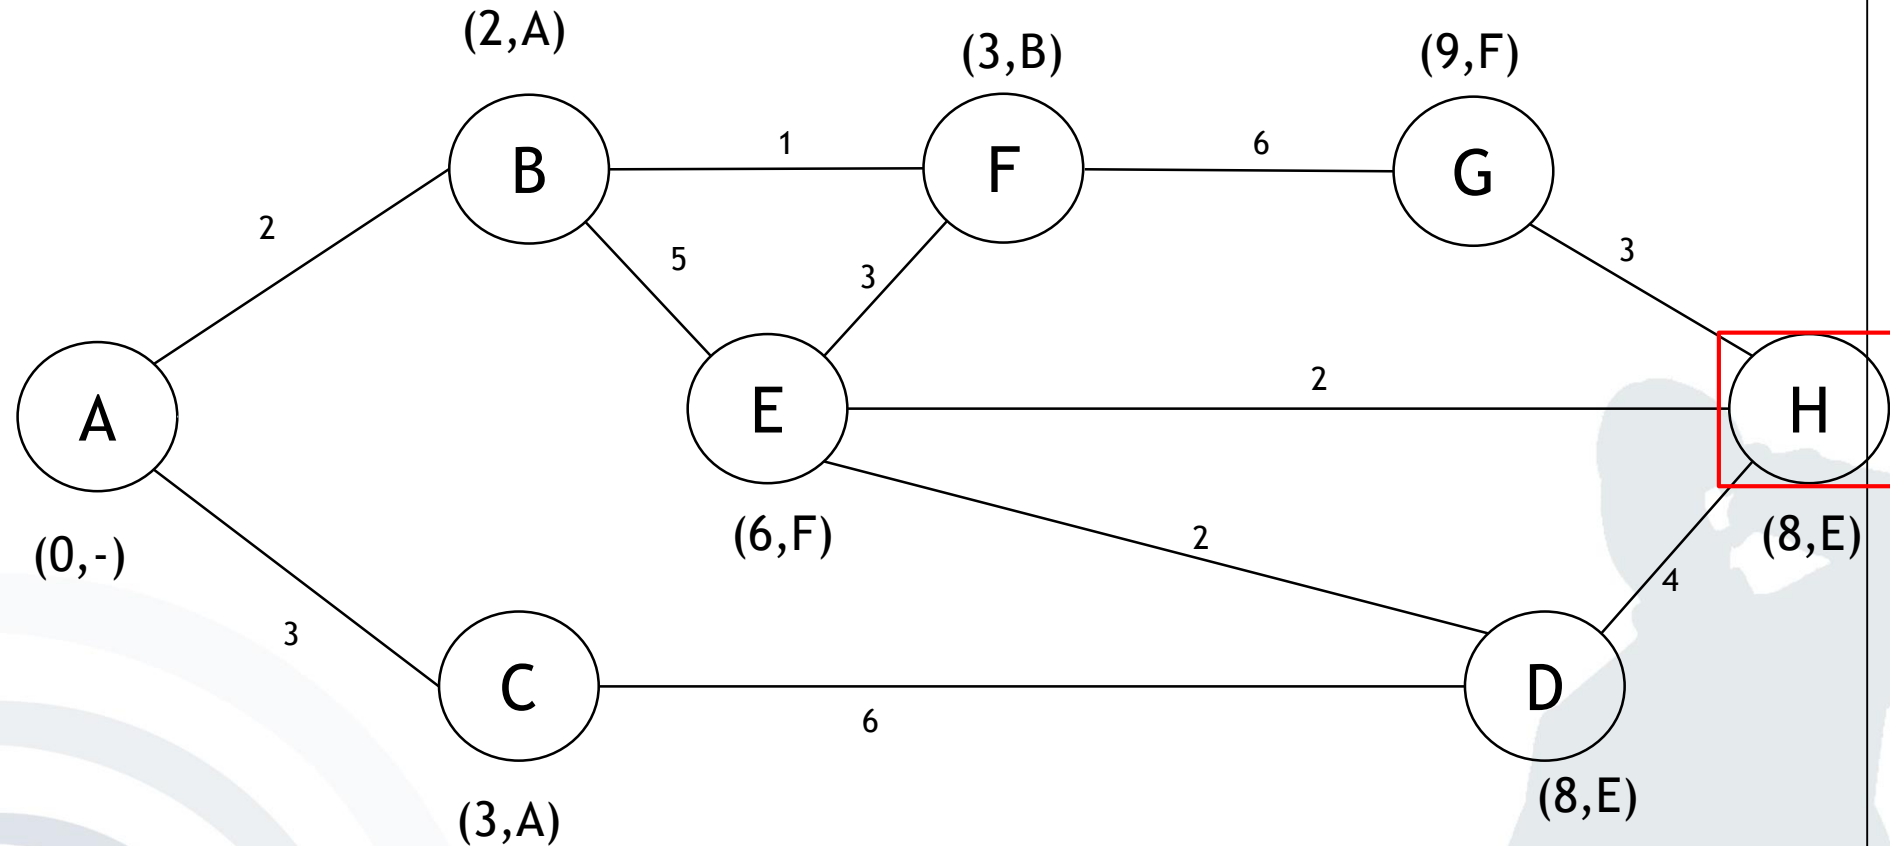 (2,A)
(3,B)
(9,F)
1
6
B
F
G
2
5
3
3
2
A
E
H
(0,-)
(6,F)
2
(8,E)
4
3
C
D
6
(8,E)
(3,A)